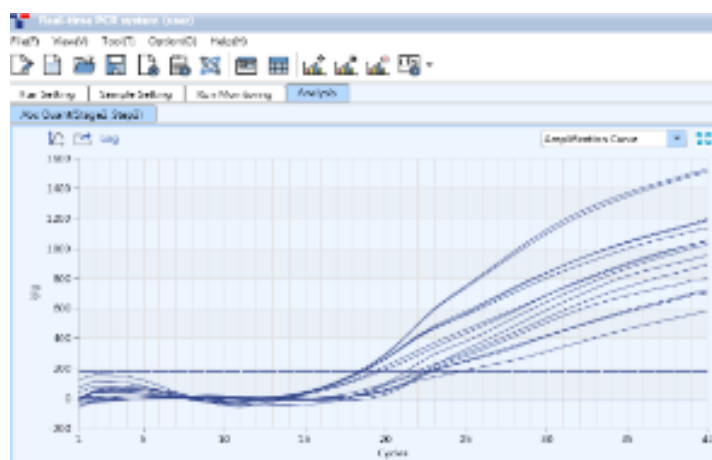 Real-time PCR system (user)
File(F) View(V) Tool(T) Option(O) Help(H)
Run Setting Sample Setting Run Monitoring Analysis
Abs Quant(Stage2 Step2)
Log Amplification Curve
1600
1400
1200
1000
800
600
400
200
0
-200
1 5 10 15 20 25 30 35 40
Cycles